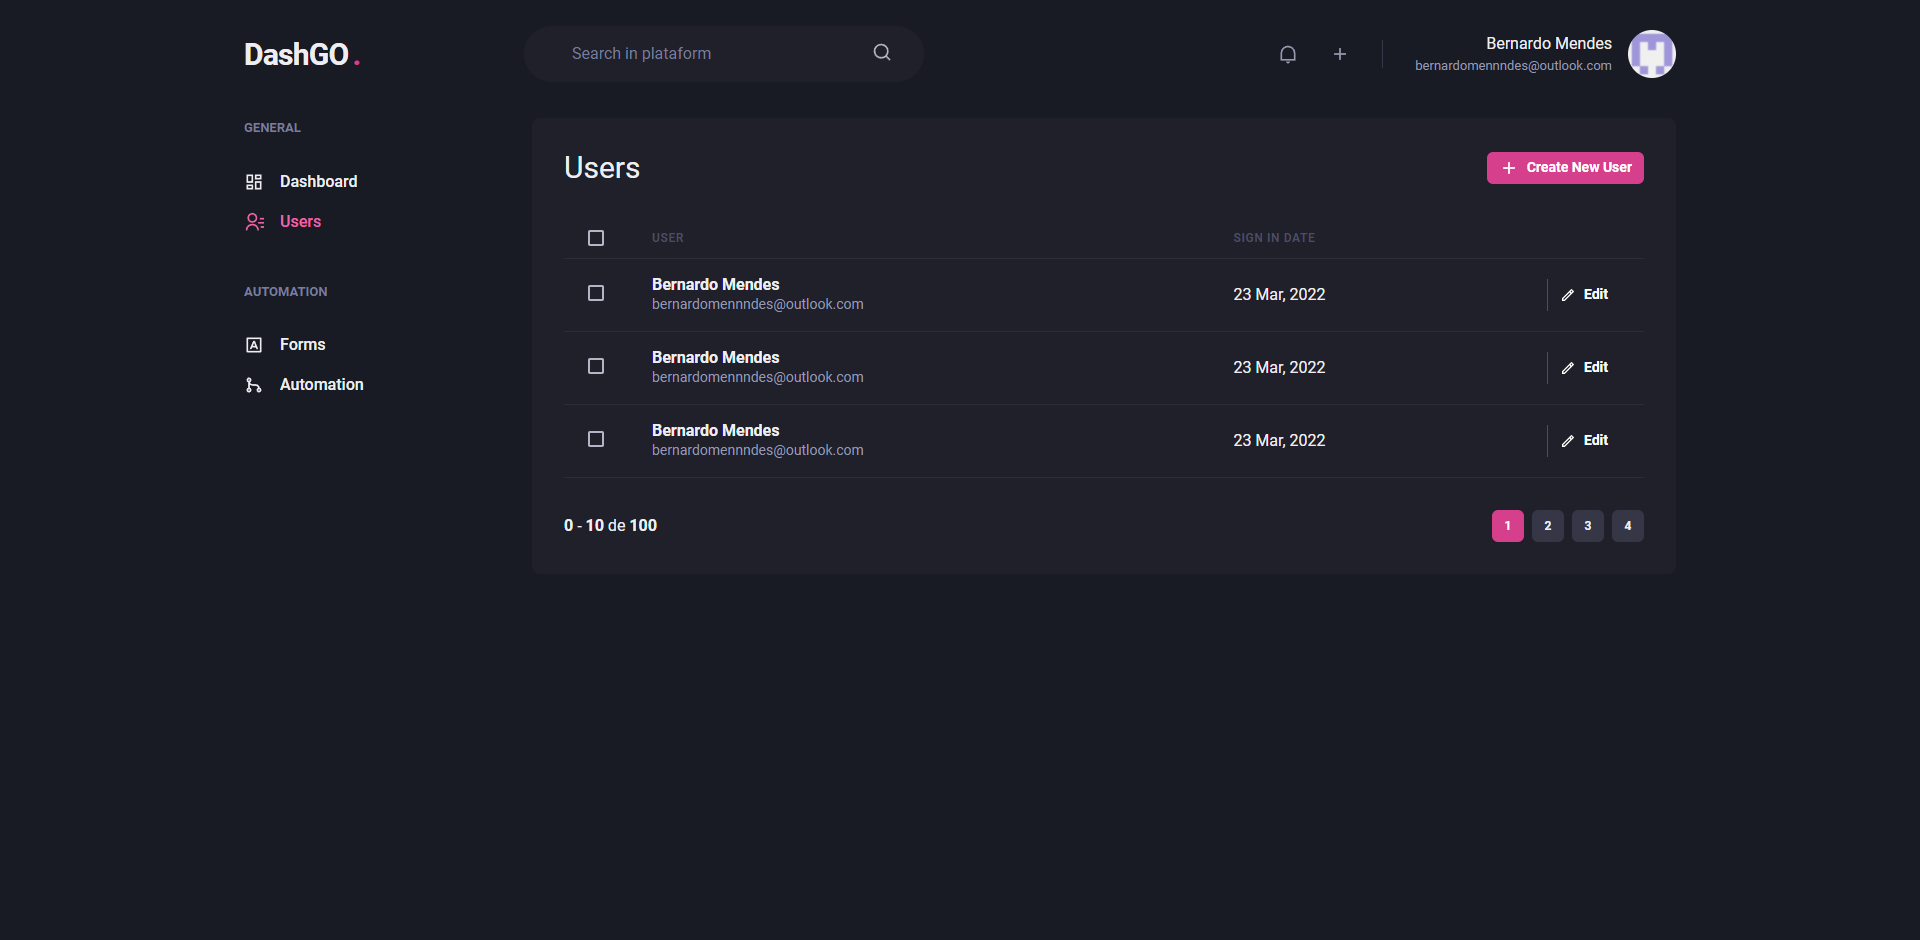 DashGO.
Search in plataform
Bernardo Mendes
bernardomennndes@outlook.com
GENERAL
Dashboard
Users
AUTOMATION
Forms
Automation
Users
Create New User
USER SIGN IN DATE
Bernardo Mendes
bernardomennndes@outlook.com
23 Mar, 2022
Edit
Bernardo Mendes
bernardomennndes@outlook.com
23 Mar, 2022
Edit
Bernardo Mendes
bernardomennndes@outlook.com
23 Mar, 2022
Edit
0 - 10 de 100
1 2 3 4